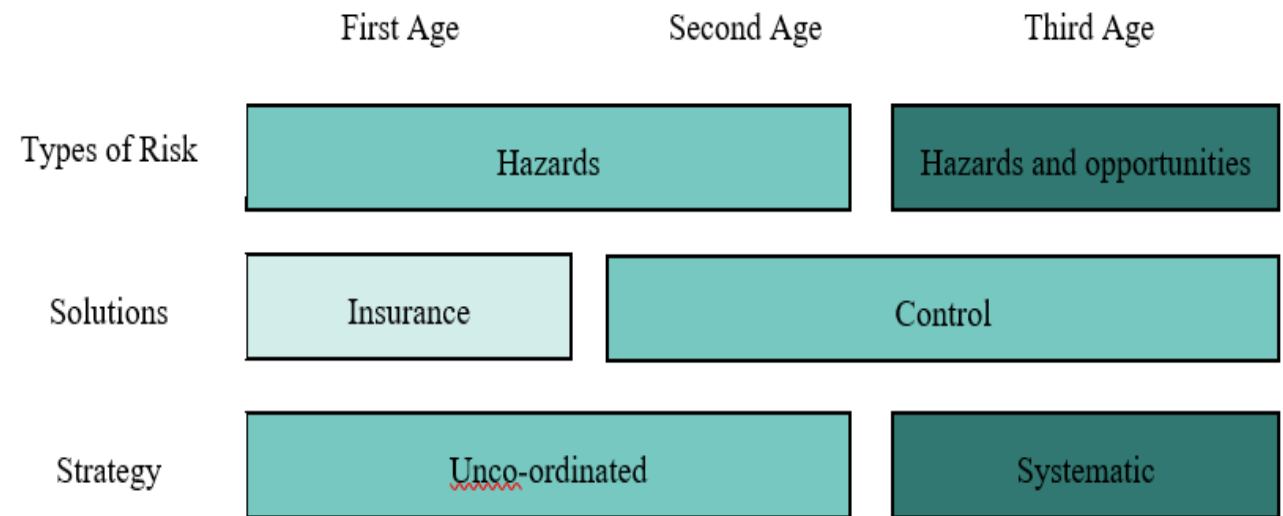 First Age Second Age Third Age
Types of Risk Hazards Hazards and opportunities
Solutions Insurance Control
Strategy Unco-ordinated Systematic